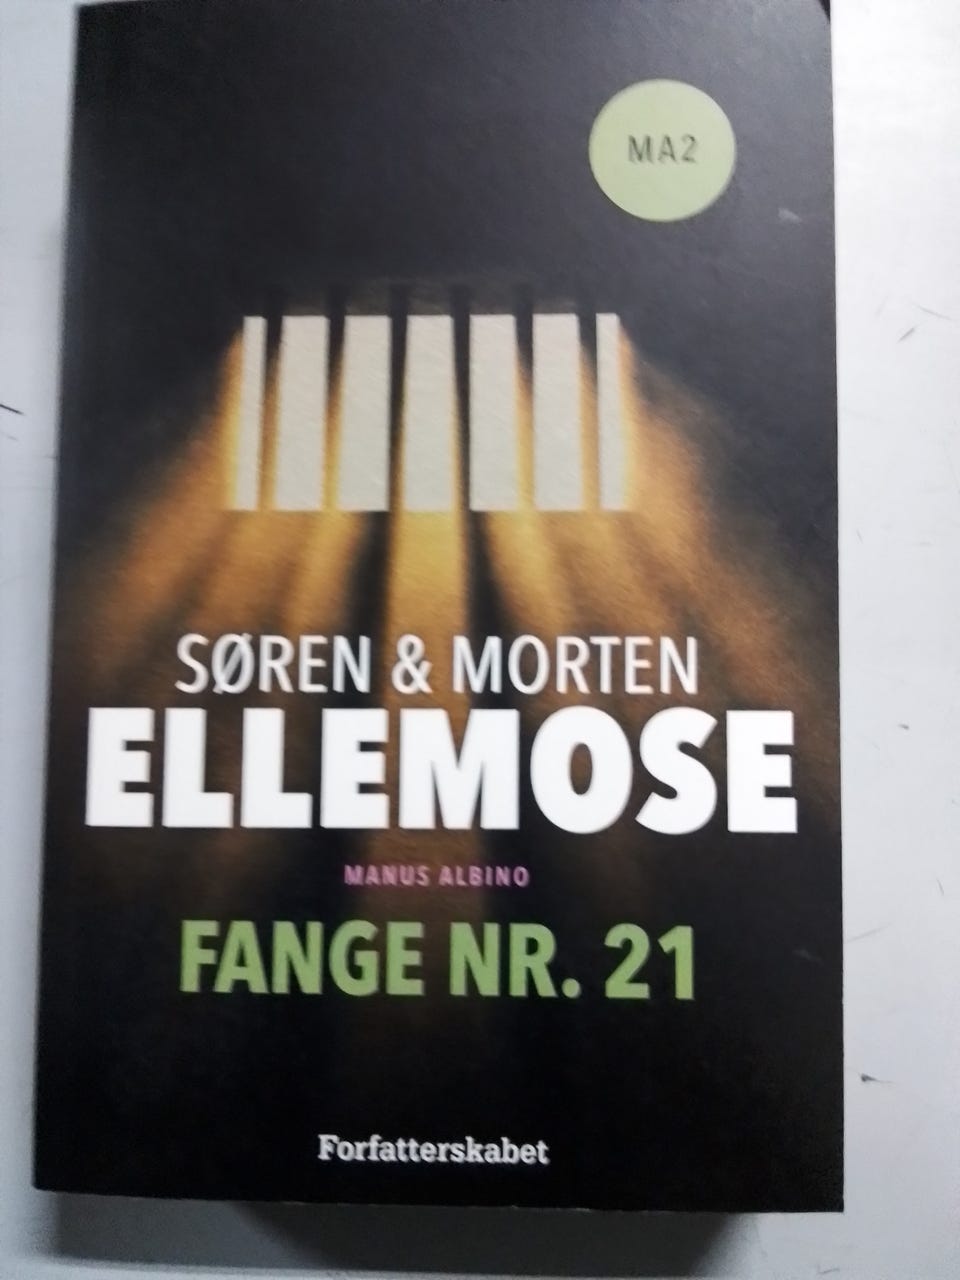 MA2
SØREN & MORTEN
ELLEMOSE
MANUS ALBINO
FANGE NR. 21
Forfatterskabet